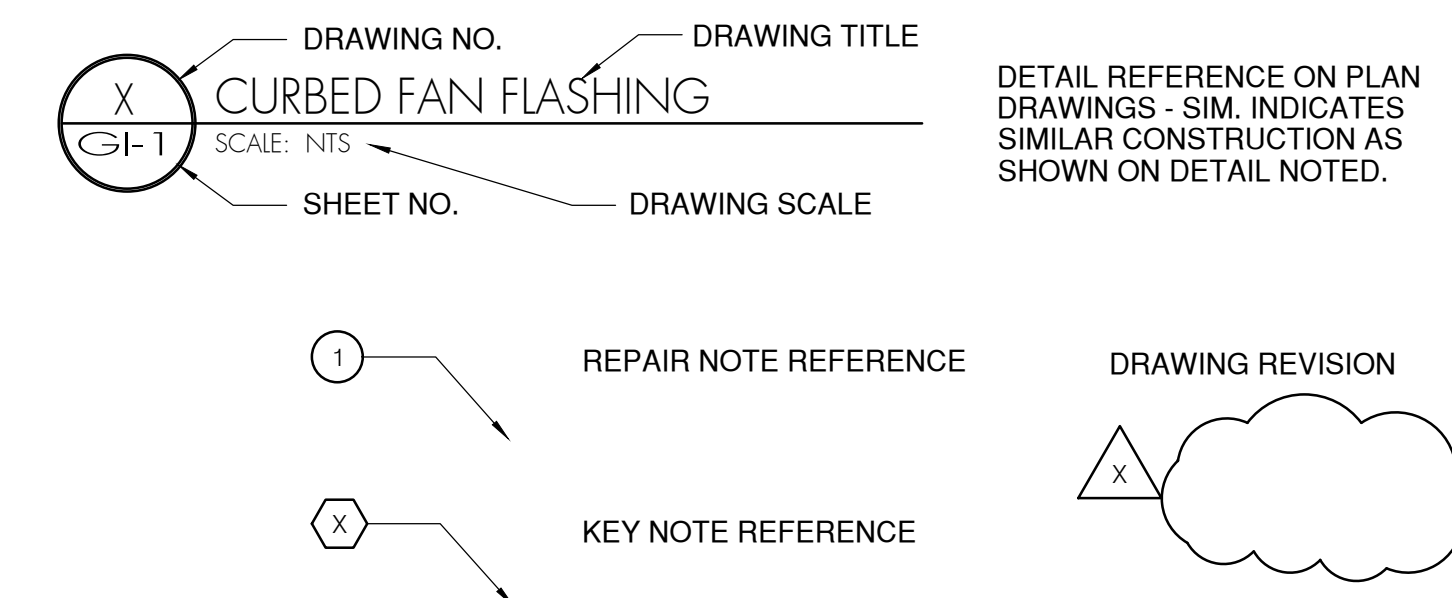 DRAWING NO.
DRAWING TITLE
X
CURBED FAN FLASHING
GI-1
SCALE: NTS
SHEET NO.
DRAWING SCALE
DETAIL REFERENCE ON PLAN
DRAWINGS - SIM. INDICATES
SIMILAR CONSTRUCTION AS
SHOWN ON DETAIL NOTED.
1
REPAIR NOTE REFERENCE
DRAWING REVISION
X
X
KEY NOTE REFERENCE